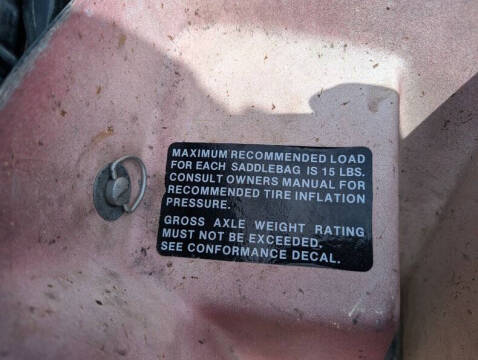 MAXIMUM RECOMMENDED LOAD
FOR EACH SADDLEBAG IS 15 LBS.
CONSULT OWNERS MANUAL FOR
RECOMMENDED TIRE INFLATION
PRESSURE.
GROSS AXLE WEIGHT RATING
MUST NOT BE EXCEEDED.
SEE CONFORMANCE DECAL.